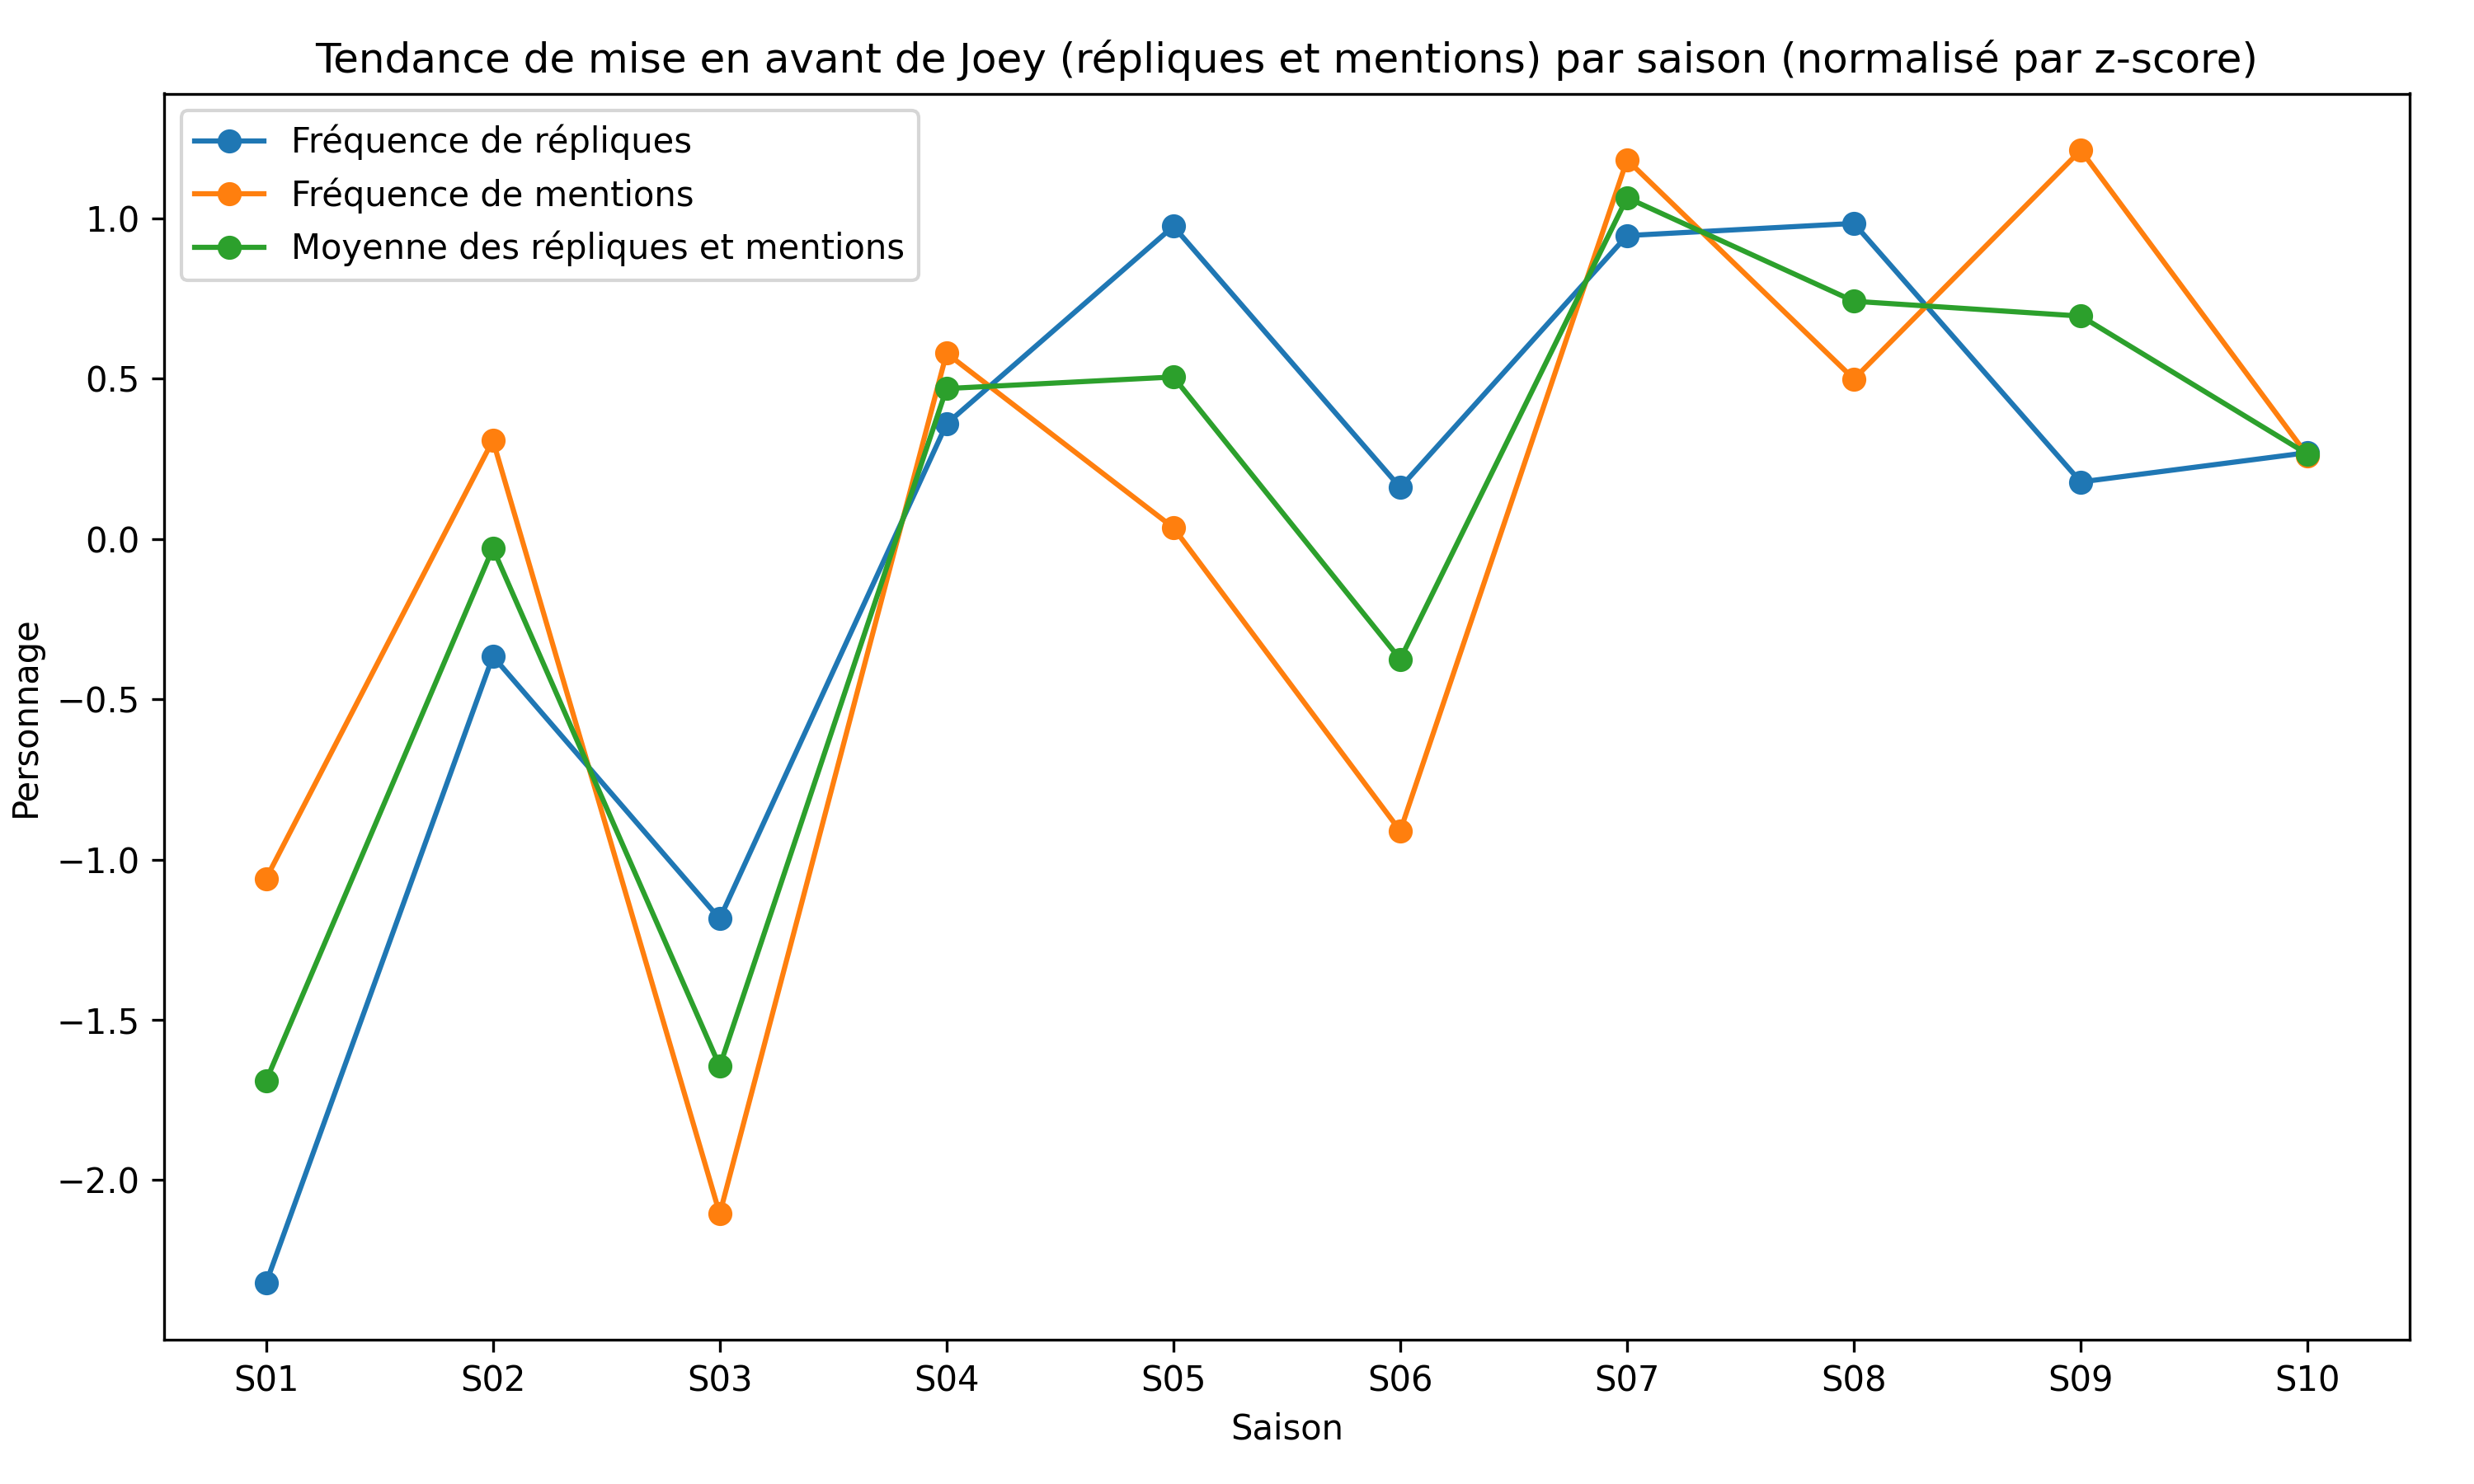 Tendance de mise en avant de Joey (répliques et mentions) par saison (normalisé par z-score)
Fréquence de répliques
Fréquence de mentions
Moyenne des répliques et mentions
1.0
0.5
0.0
−0.5
−1.0
−1.5
−2.0
Personnage
S01 S02 S03 S04 S05 S06 S07 S08 S09 S10
Saison